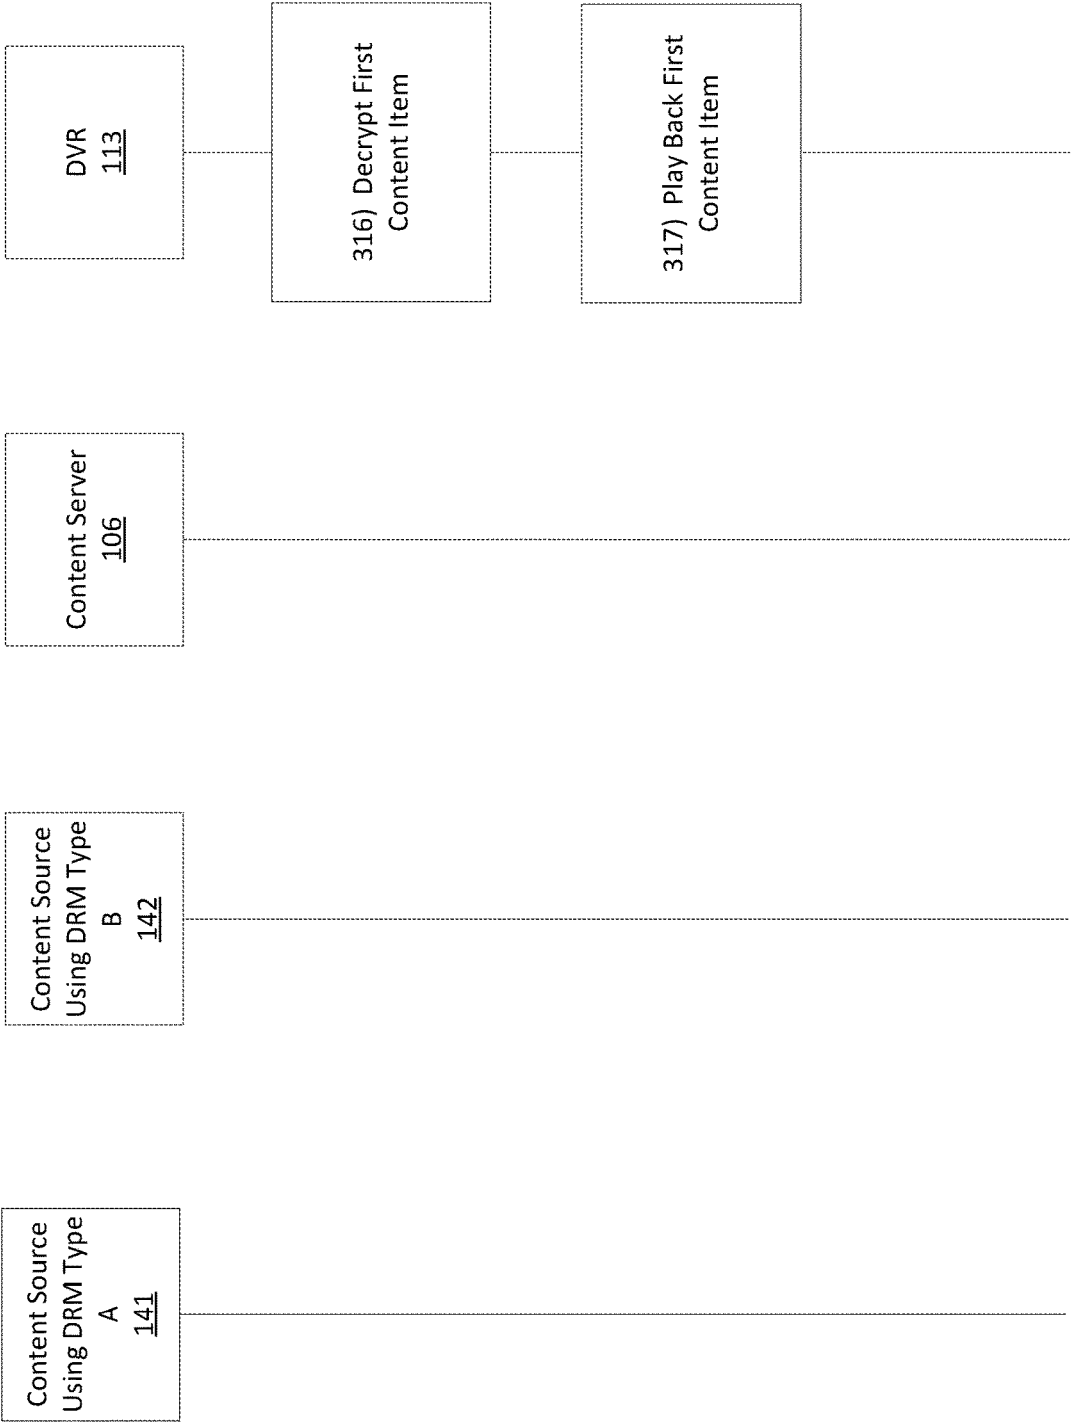 Content Source
Using DRM Type
A
141
Content Source
Using DRM Type
B
142
Content Server
106
DVR
113
316) Decrypt First
Content Item
317) Play Back First
Content Item